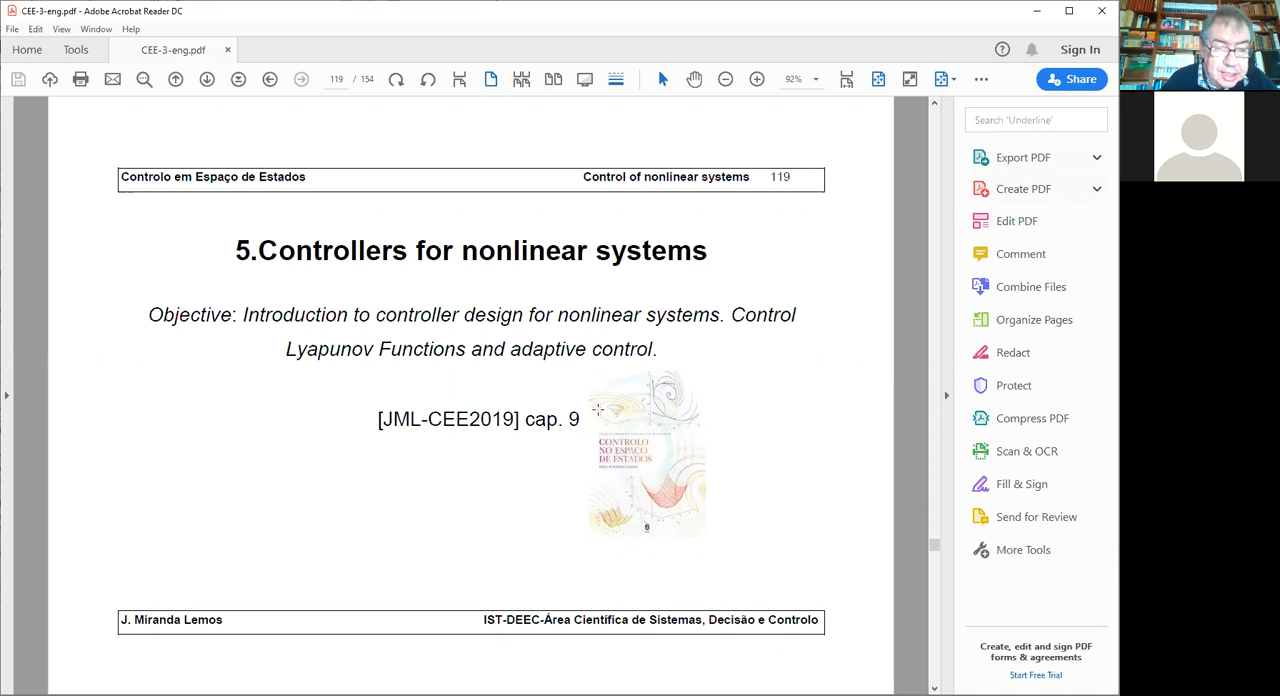 CEE-3-eng.pdf - Adobe Acrobat Reader DC
File Edit View Window Help
Home Tools CEE-3-eng.pdf × Sign In
119 / 154 92% Share
Search 'Underline'
Export PDF
Create PDF
Edit PDF
Comment
Combine Files
Organize Pages
Redact
Protect
Compress PDF
Scan & OCR
Fill & Sign
Send for Review
More Tools
Create, edit and sign PDF
forms & agreements
Start Free Trial
Controlo em Espaço de Estados Control of nonlinear systems 119
5.Controllers for nonlinear systems
Objective: Introduction to controller design for nonlinear systems. Control
Lyapunov Functions and adaptive control.
[JML-CEE2019] cap. 9
CONTROLO
NO ESPAÇO
DE ESTADOS
J. Miranda Lemos IST-DEEC-Área Científica de Sistemas, Decisão e Controlo